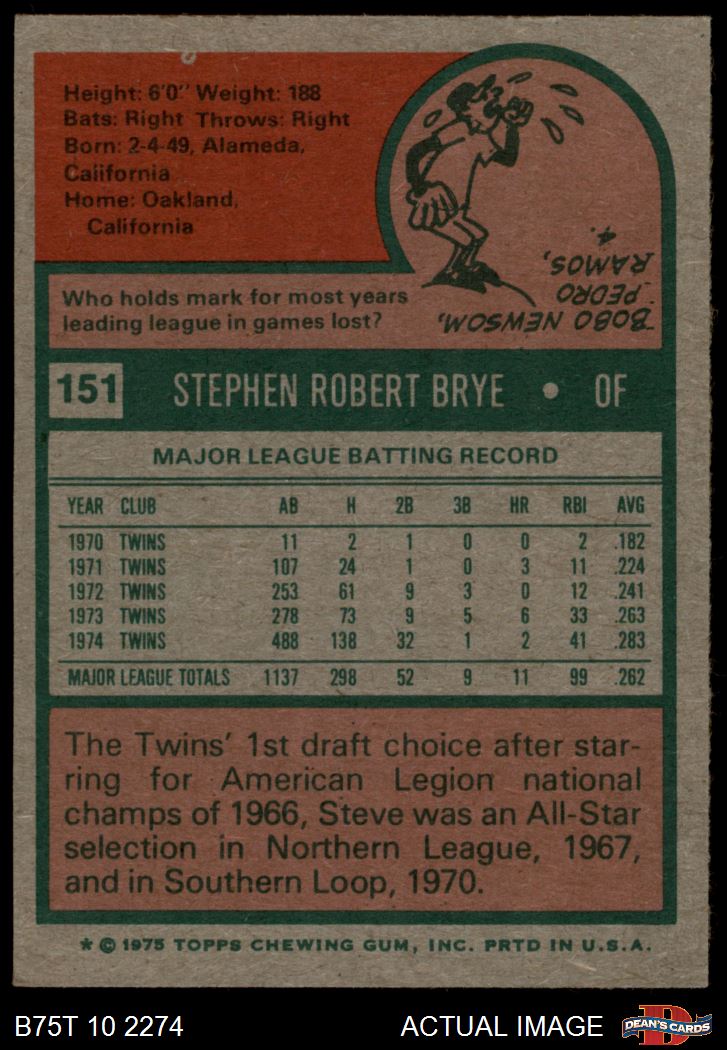 Height: 6'0" Weight: 188
Bats: Right Throws: Right
Born: 2-4-49, Alameda,
California
Home: Oakland,
California
Who holds mark for most years
leading league in games lost?
BOBO NEWSOM,
PEDRO
RAMOS,
4.
151 STEPHEN ROBERT BRYE • OF
MAJOR LEAGUE BATTING RECORD
YEAR CLUB AB H 2B 3B HR RBI AVG
1970 TWINS 11 2 1 0 0 2 .182
1971 TWINS 107 24 1 0 3 11 .224
1972 TWINS 253 61 9 3 0 12 .241
1973 TWINS 278 73 9 5 6 33 .263
1974 TWINS 488 138 32 1 2 41 .283
MAJOR LEAGUE TOTALS 1137 298 52 9 11 99 .262
The Twins' 1st draft choice after star-
ring for American Legion national
champs of 1966, Steve was an All-Star
selection in Northern League, 1967,
and in Southern Loop, 1970.
* © 1975 TOPPS CHEWING GUM, INC. PRTD IN U.S.A.
B75T 10 2274 ACTUAL IMAGE D DEAN'S CARDS